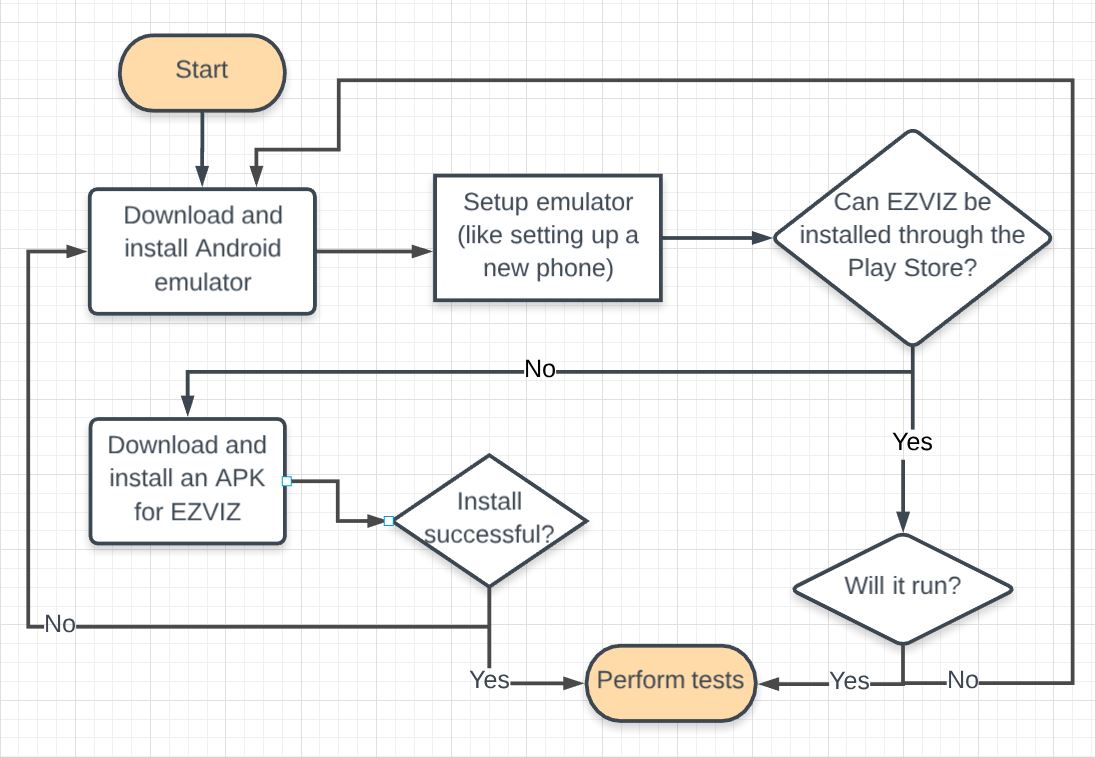 Start
Download and
install Android
emulator
Setup emulator
(like setting up a
new phone)
Can EZVIZ be
installed through the
Play Store?
No
Yes
Download and
install an APK
for EZVIZ
Install
successful?
Will it run?
No
Yes
Perform tests
Yes
No